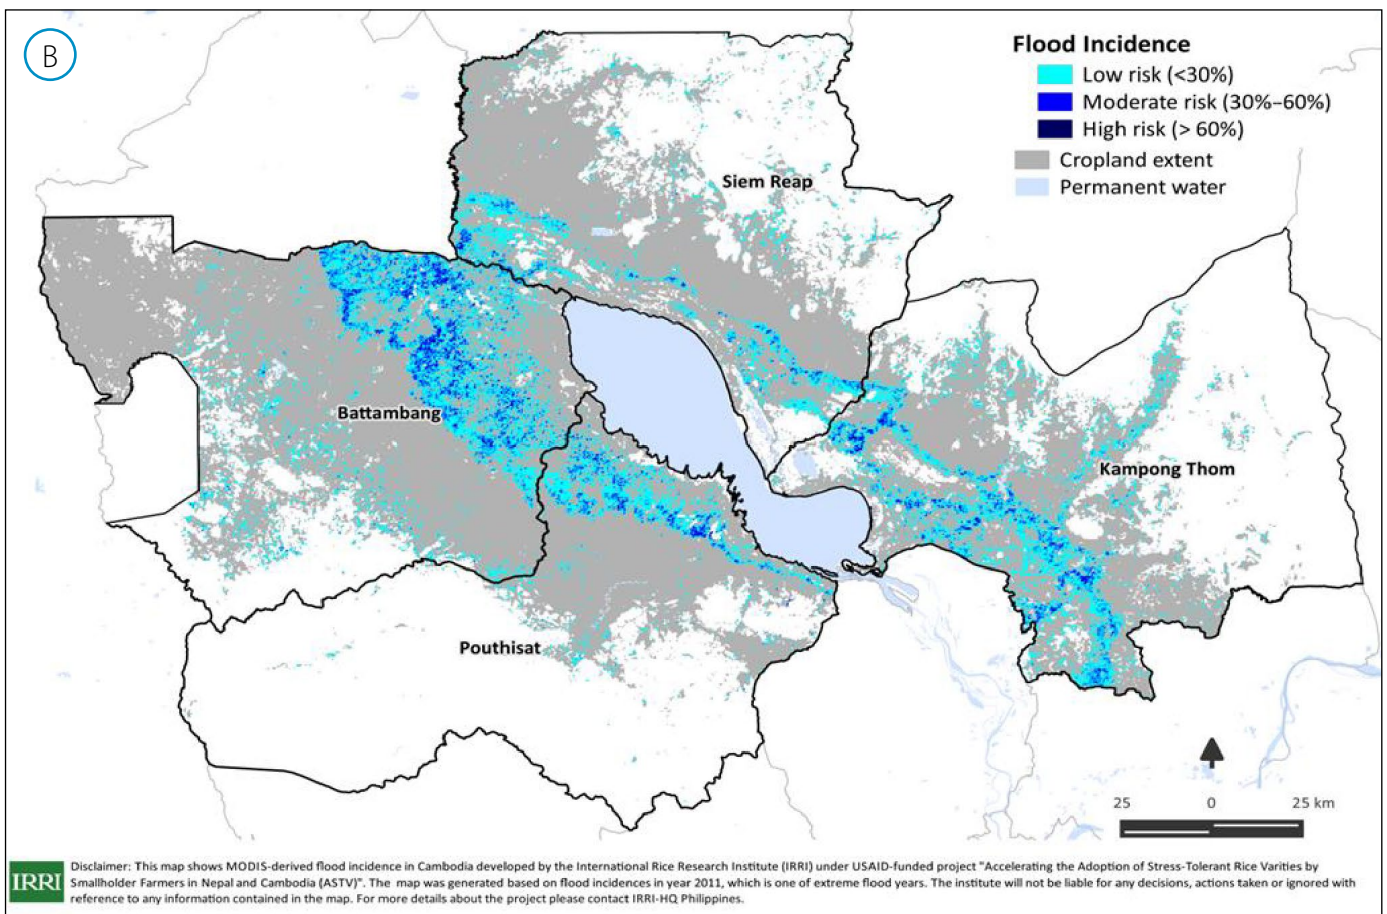 B
Flood Incidence
Low risk (<30%)
Moderate risk (30%–60%)
High risk (> 60%)
Cropland extent
Permanent water
Siem Reap
Battambang
Kampong Thom
Pouthisat
25 0 25 km
IRRI
Disclaimer: This map shows MODIS-derived flood incidence in Cambodia developed by the International Rice Research Institute (IRRI) under USAID-funded project "Accelerating the Adoption of Stress-Tolerant Rice Varities by
Smallholder Farmers in Nepal and Cambodia (ASTV)". The map was generated based on flood incidences in year 2011, which is one of extreme flood years. The institute will not be liable for any decisions, actions taken or ignored with
reference to any information contained in the map. For more details about the project please contact IRRI-HQ Philippines.